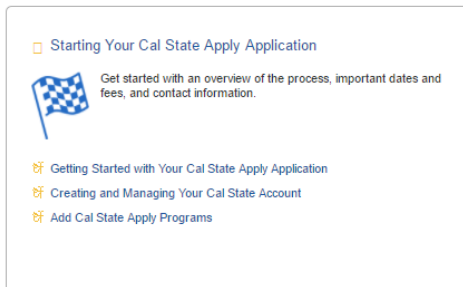 Starting Your Cal State Apply Application
Get started with an overview of the process, important dates and
fees, and contact information.
Getting Started with Your Cal State Apply Application
Creating and Managing Your Cal State Account
Add Cal State Apply Programs